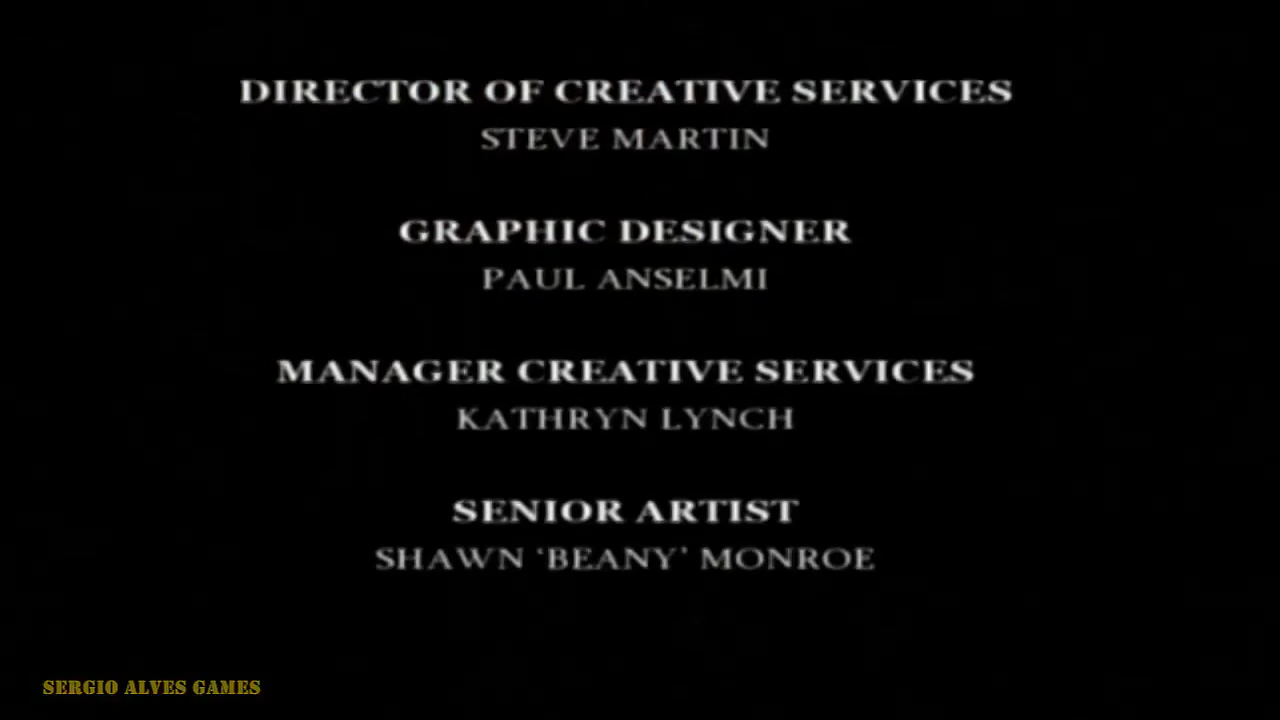 DIRECTOR OF CREATIVE SERVICES
STEVE MARTIN
GRAPHIC DESIGNER
PAUL ANSELMI
MANAGER CREATIVE SERVICES
KATHRYN LYNCH
SENIOR ARTIST
SHAWN ‘BEANY’ MONROE
SERGIO ALVES GAMES